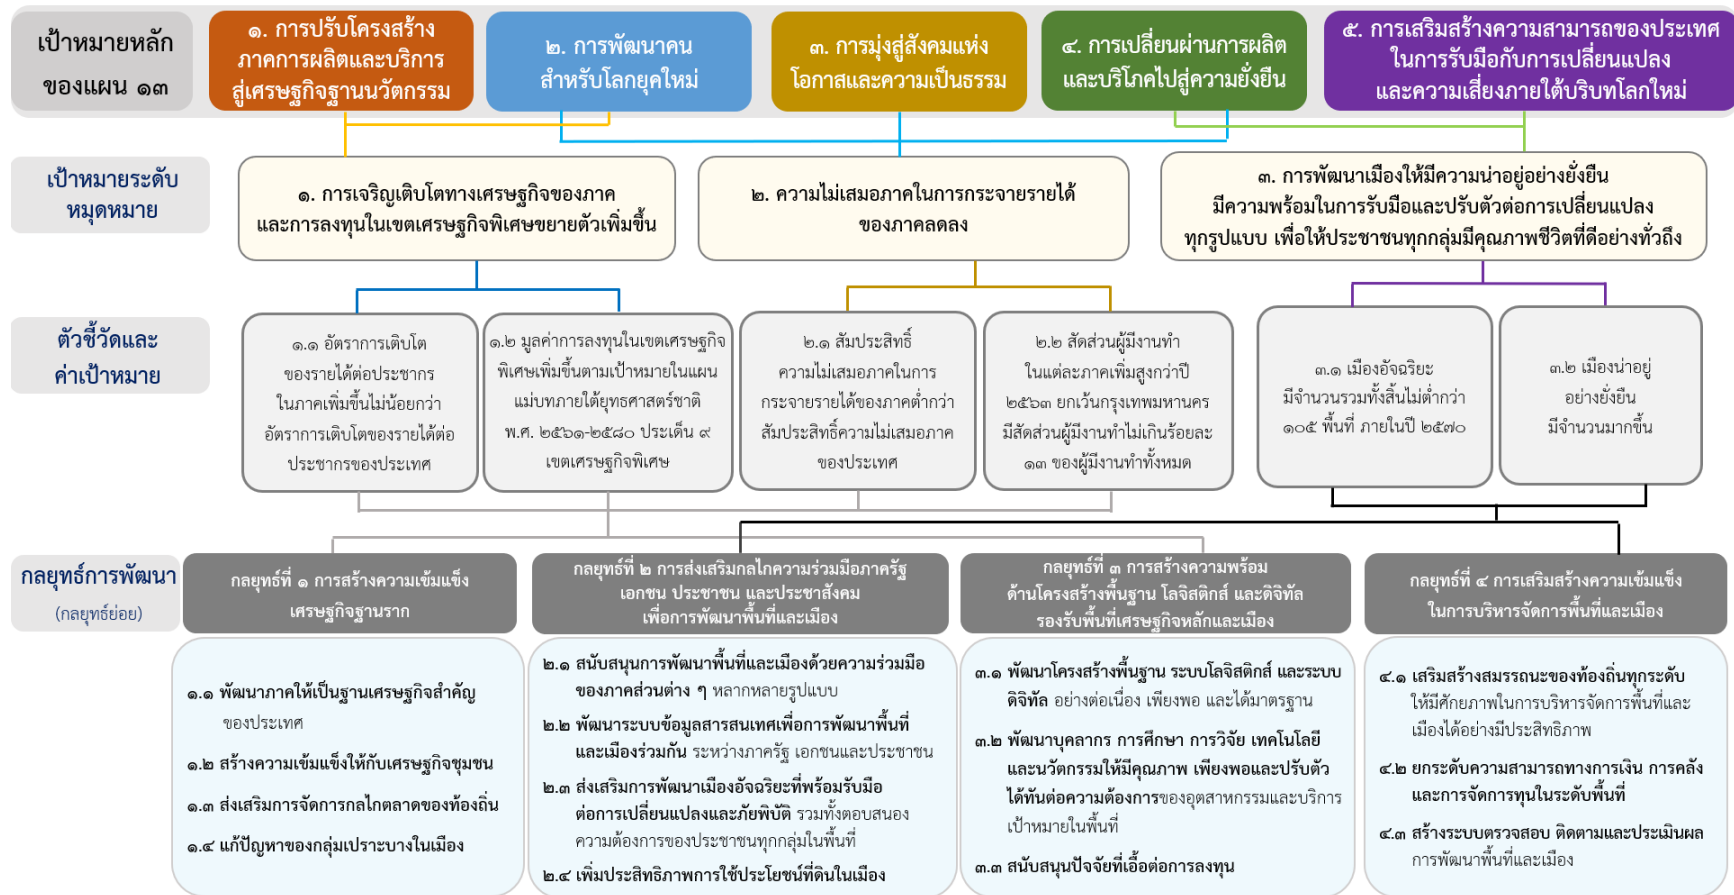 เป้าหมายหลัก
ของแผน ๑๓
๑. การปรับโครงสร้าง
ภาคการผลิตและบริการ
สู่เศรษฐกิจฐานนวัตกรรม
๒. การพัฒนาคน
สำหรับโลกยุคใหม่
๓. การมุ่งสู่สังคมแห่ง
โอกาสและความเป็นธรรม
๔. การเปลี่ยนผ่านการผลิต
และบริโภคไปสู่ความยั่งยืน
๕. การเสริมสร้างความสามารถของประเทศ
ในการรับมือกับการเปลี่ยนแปลง
และความเสี่ยงภายใต้บริบทโลกใหม่
เป้าหมายระดับ
หมุดหมาย
๑. การเจริญเติบโตทางเศรษฐกิจของภาค
และการลงทุนในเขตเศรษฐกิจพิเศษขยายตัวเพิ่มขึ้น
๒. ความไม่เสมอภาคในการกระจายรายได้
ของภาคลดลง
๓. การพัฒนาเมืองให้มีความน่าอยู่อย่างยั่งยืน
มีความพร้อมในการรับมือและปรับตัวต่อการเปลี่ยนแปลง
ทุกรูปแบบ เพื่อให้ประชาชนทุกกลุ่มมีคุณภาพชีวิตที่ดีอย่างทั่วถึง
ตัวชี้วัดและ
ค่าเป้าหมาย
๑.๑ อัตราการเติบโต
ของรายได้ต่อประชากร
ในภาคเพิ่มขึ้นไม่น้อยกว่า
อัตราการเติบโตของรายได้ต่อ
ประชากรของประเทศ
๑.๒ มูลค่าการลงทุนในเขตเศรษฐกิจ
พิเศษเพิ่มขึ้นตามเป้าหมายในแผน
แม่บทภายใต้ยุทธศาสตร์ชาติ
พ.ศ. ๒๕๖๑-๒๕๘๐ ประเด็น ๙
เขตเศรษฐกิจพิเศษ
๒.๑ สัมประสิทธิ์
ความไม่เสมอภาคในการ
กระจายรายได้ของภาคต่ำกว่า
สัมประสิทธิ์ความไม่เสมอภาค
ของประเทศ
๒.๒ สัดส่วนผู้มีงานทำ
ในแต่ละภาคเพิ่มสูงกว่าปี
๒๕๖๓ ยกเว้นกรุงเทพมหานคร
มีสัดส่วนผู้มีงานทำไม่เกินร้อยละ
๑๓ ของผู้มีงานทำทั้งหมด
๓.๑ เมืองอัจฉริยะ
มีจำนวนรวมทั้งสิ้นไม่ต่ำกว่า
๑๐๕ พื้นที่ ภายในปี ๒๕๗๐
๓.๒ เมืองน่าอยู่
อย่างยั่งยืน
มีจำนวนมากขึ้น
กลยุทธ์การพัฒนา
(กลยุทธ์ย่อย)
กลยุทธ์ที่ ๑ การสร้างความเข้มแข็ง
เศรษฐกิจฐานราก
กลยุทธ์ที่ ๒ การส่งเสริมกลไกความร่วมมือภาครัฐ
เอกชน ประชาชน และประชาสังคม
เพื่อการพัฒนาพื้นที่และเมือง
กลยุทธ์ที่ ๓ การสร้างความพร้อม
ด้านโครงสร้างพื้นฐาน โลจิสติกส์ และดิจิทัล
รองรับพื้นที่เศรษฐกิจหลักและเมือง
กลยุทธ์ที่ ๔ การเสริมสร้างความเข้มแข็ง
ในการบริหารจัดการพื้นที่และเมือง
๑.๑ พัฒนาภาคให้เป็นฐานเศรษฐกิจสำคัญ
ของประเทศ
๑.๒ สร้างความเข้มแข็งให้กับเศรษฐกิจชุมชน
๑.๓ ส่งเสริมการจัดการกลไกตลาดของท้องถิ่น
๑.๔ แก้ปัญหาของกลุ่มเปราะบางในเมือง
๒.๑ สนับสนุนการพัฒนาพื้นที่และเมืองด้วยความร่วมมือ
ของภาคส่วนต่าง ๆ หลากหลายรูปแบบ
๒.๒ พัฒนาระบบข้อมูลสารสนเทศเพื่อการพัฒนาพื้นที่
และเมืองร่วมกัน ระหว่างภาครัฐ เอกชนและประชาชน
๒.๓ ส่งเสริมการพัฒนาเมืองอัจฉริยะที่พร้อมรับมือ
ต่อการเปลี่ยนแปลงและภัยพิบัติ รวมทั้งตอบสนอง
ความต้องการของประชาชนทุกกลุ่มในพื้นที่
๒.๔ เพิ่มประสิทธิภาพการใช้ประโยชน์ที่ดินในเมือง
๓.๑ พัฒนาโครงสร้างพื้นฐาน ระบบโลจิสติกส์ และระบบ
ดิจิทัล อย่างต่อเนื่อง เพียงพอ และได้มาตรฐาน
๓.๒ พัฒนาบุคลากร การศึกษา การวิจัย เทคโนโลยี
และนวัตกรรมให้มีคุณภาพ เพียงพอและปรับตัว
ได้ทันต่อความต้องการของอุตสาหกรรมและบริการ
เป้าหมายในพื้นที่
๓.๓ สนับสนุนปัจจัยที่เอื้อต่อการลงทุน
๔.๑ เสริมสร้างสมรรถนะของท้องถิ่นทุกระดับ
ให้มีศักยภาพในการบริหารจัดการพื้นที่และ
เมืองได้อย่างมีประสิทธิภาพ
๔.๒ ยกระดับความสามารถทางการเงิน การคลัง
และการจัดการทุนในระดับพื้นที่
๔.๓ สร้างระบบตรวจสอบ ติดตามและประเมินผล
การพัฒนาพื้นที่และเมือง